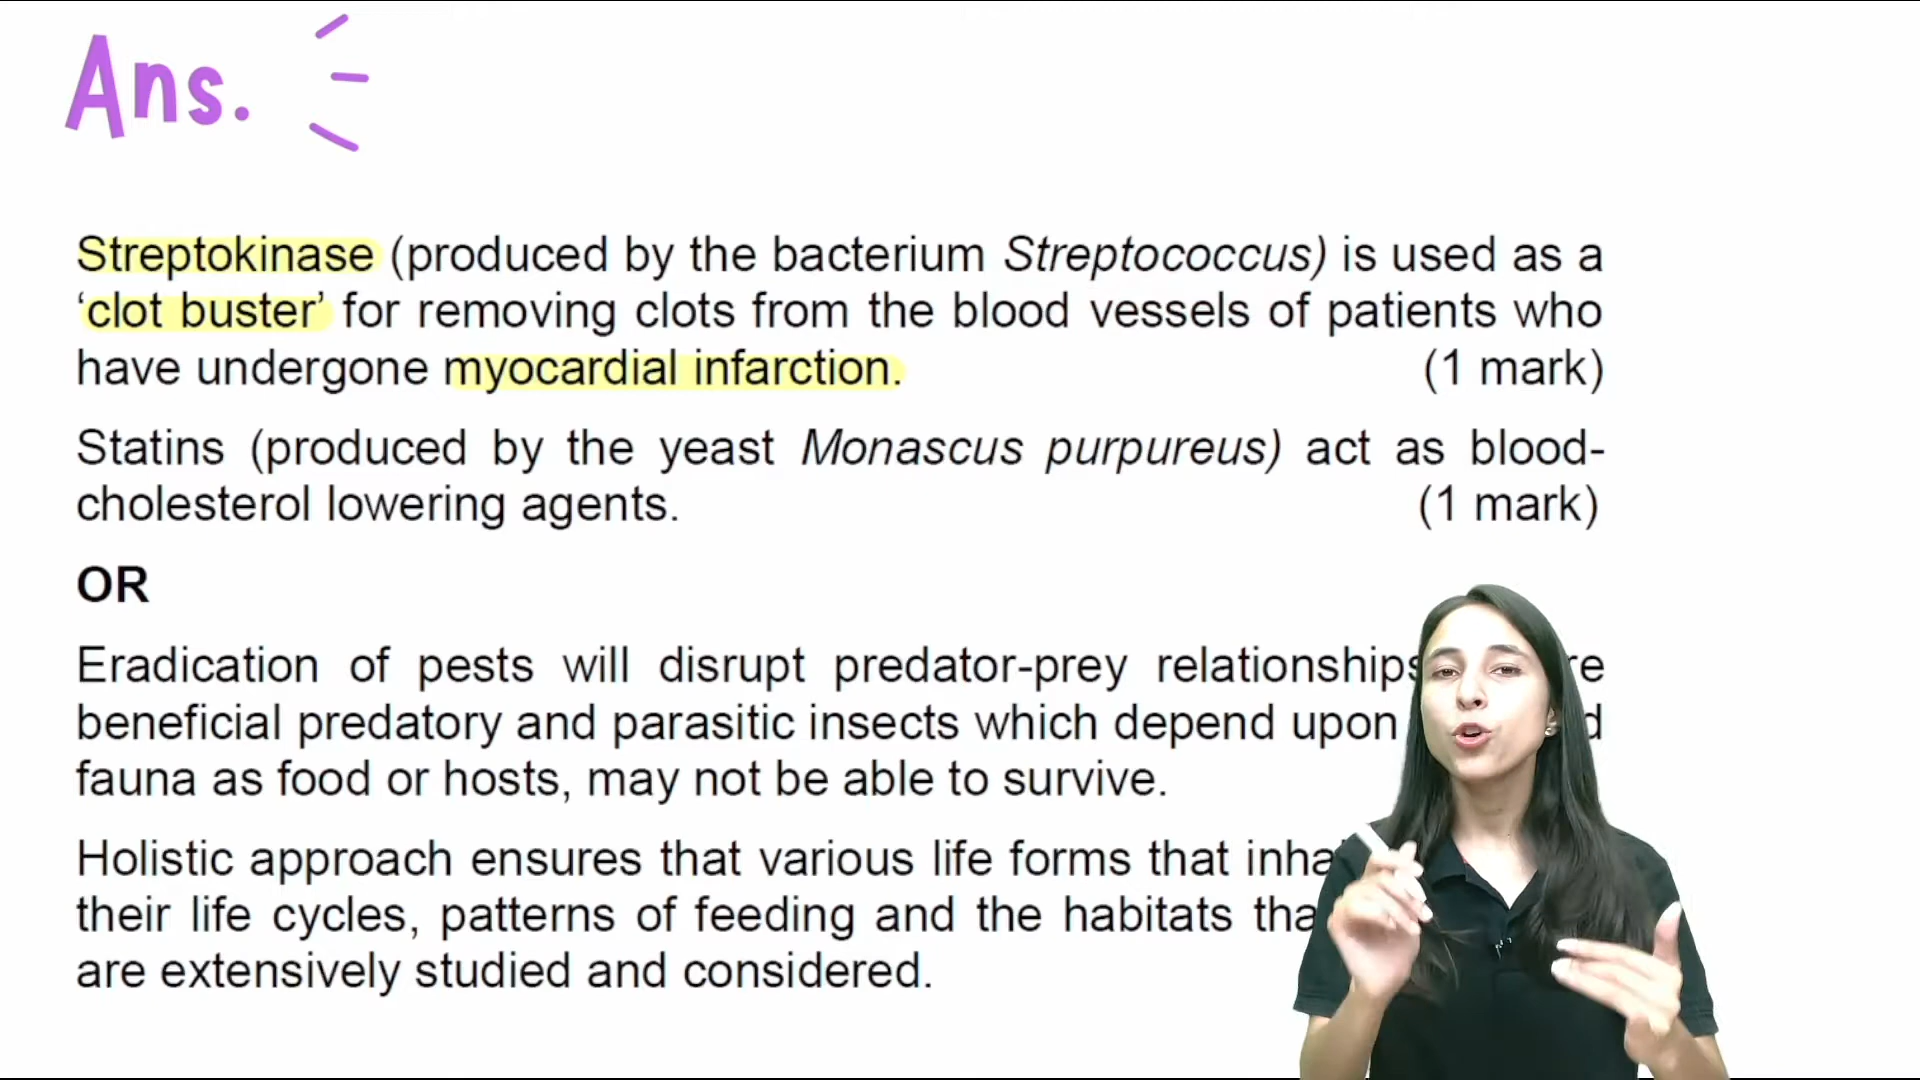 Ans.
Streptokinase (produced by the bacterium Streptococcus) is used as a
‘clot buster’ for removing clots from the blood vessels of patients who
have undergone myocardial infarction. (1 mark)
Statins (produced by the yeast Monascus purpureus) act as blood-
cholesterol lowering agents. (1 mark)
OR
Eradication of pests will disrupt predator-prey relationships
beneficial predatory and parasitic insects which depend upon
fauna as food or hosts, may not be able to survive.
Holistic approach ensures that various life forms that
their life cycles, patterns of feeding and the habitats
are extensively studied and considered.